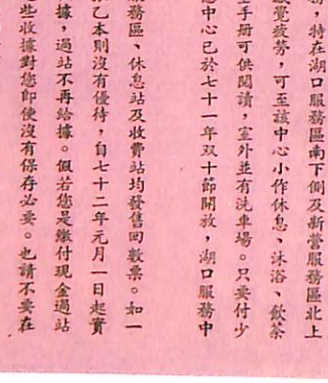 務，特在湖口服務區南下側及新營服務區北上
感覺疲勞，可至該中心小作休息、沐浴、飲茶
手册可供閱讀，室外並有洗車場。只要付少
息中心已於七十一年双十節開放，湖口服務中
服務區、休息站及收費站均發售回數票。如一
乙本則沒有優待，自七十二年元月一日起實
據，過站不再給據。假若您是繳付現金過站
些收據對您即使沒有保存必要。也請不要在